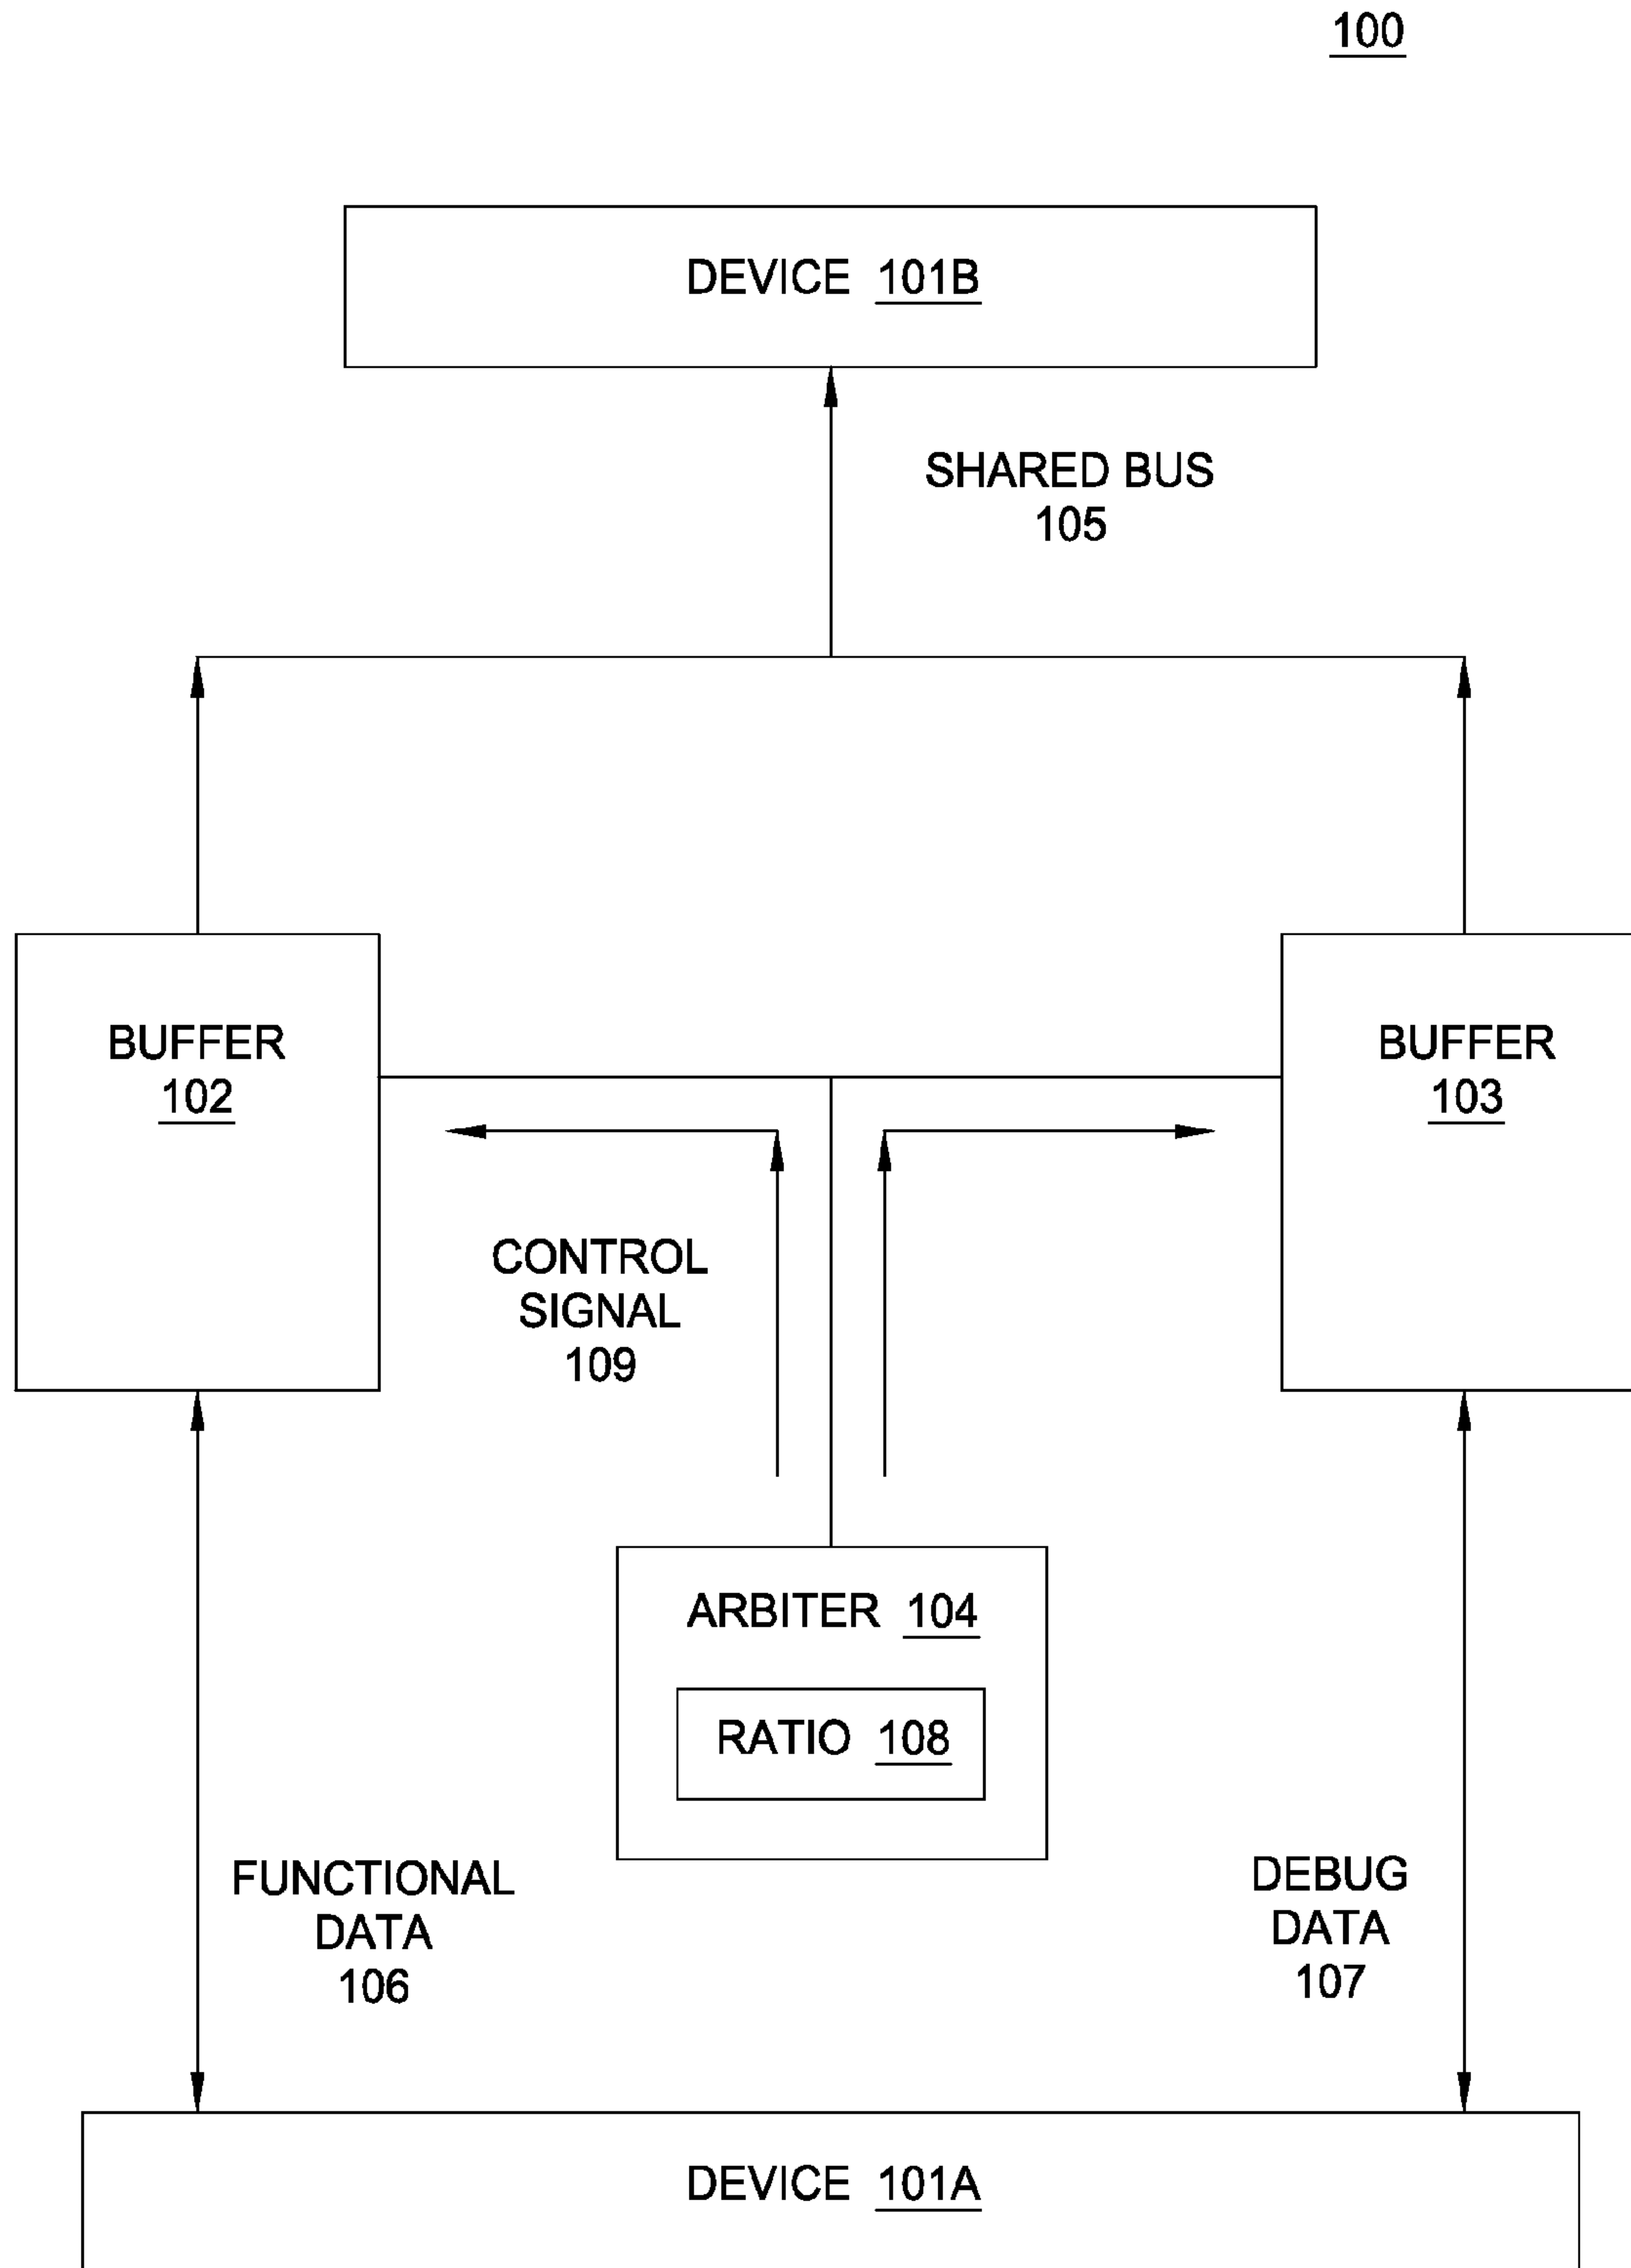 100
DEVICE 101B
SHARED BUS
105
BUFFER
102
BUFFER
103
CONTROL
SIGNAL
109
ARBITER 104
RATIO 108
FUNCTIONAL
DATA
106
DEBUG
DATA
107
DEVICE 101A